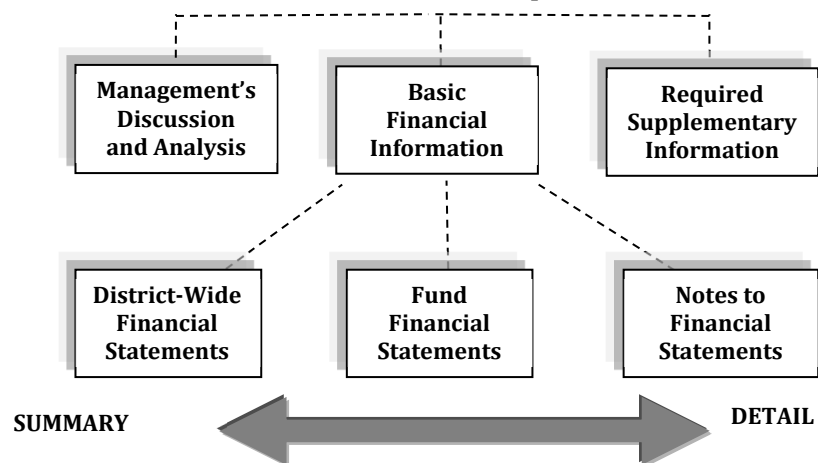 Management’s
Discussion
and Analysis
Basic
Financial
Information
Required
Supplementary
Information
District-Wide
Financial
Statements
Fund
Financial
Statements
Notes to
Financial
Statements
SUMMARY
DETAIL